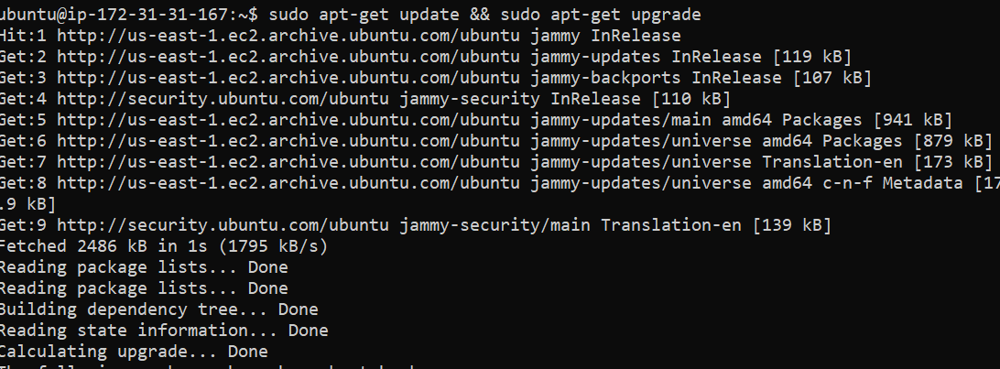 ubuntu@ip-172-31-31-167:~$ sudo apt-get update && sudo apt-get upgrade
Hit:1 http://us-east-1.ec2.archive.ubuntu.com/ubuntu jammy InRelease
Get:2 http://us-east-1.ec2.archive.ubuntu.com/ubuntu jammy-updates InRelease [119 kB]
Get:3 http://us-east-1.ec2.archive.ubuntu.com/ubuntu jammy-backports InRelease [107 kB]
Get:4 http://security.ubuntu.com/ubuntu jammy-security InRelease [110 kB]
Get:5 http://us-east-1.ec2.archive.ubuntu.com/ubuntu jammy-updates/main amd64 Packages [941 kB]
Get:6 http://us-east-1.ec2.archive.ubuntu.com/ubuntu jammy-updates/universe amd64 Packages [879 kB]
Get:7 http://us-east-1.ec2.archive.ubuntu.com/ubuntu jammy-updates/universe Translation-en [173 kB]
Get:8 http://us-east-1.ec2.archive.ubuntu.com/ubuntu jammy-updates/universe amd64 c-n-f Metadata [17
.9 kB]
Get:9 http://security.ubuntu.com/ubuntu jammy-security/main Translation-en [139 kB]
Fetched 2486 kB in 1s (1795 kB/s)
Reading package lists... Done
Reading package lists... Done
Building dependency tree... Done
Reading state information... Done
Calculating upgrade... Done